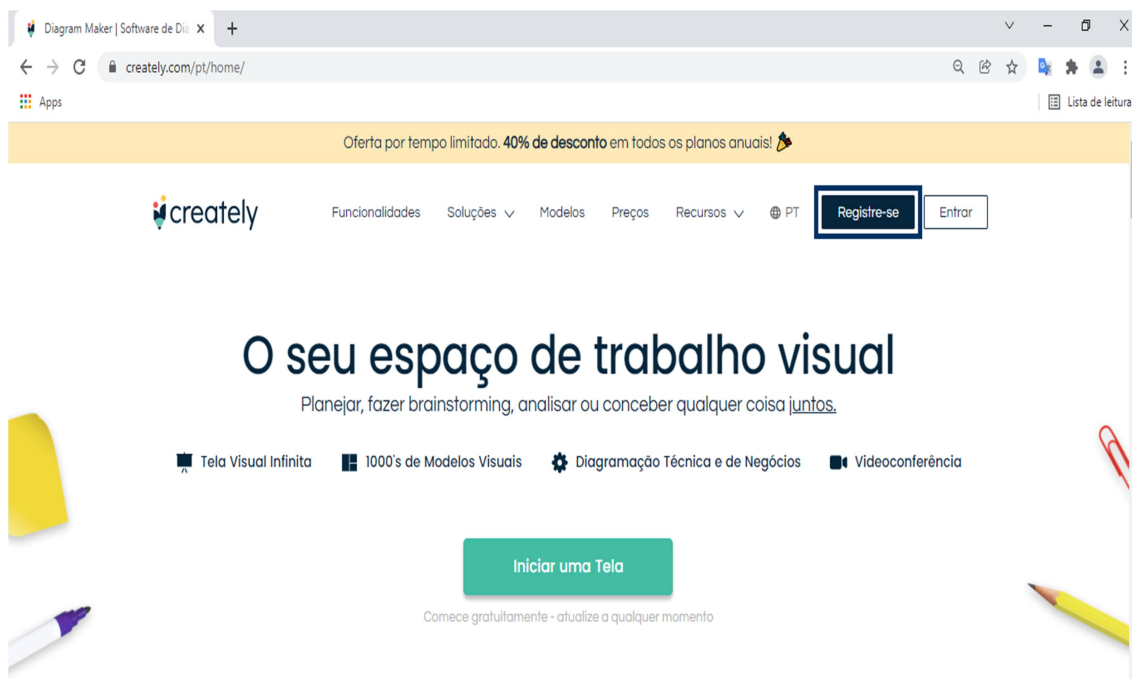 Diagram Maker | Software de Dia
creately.com/pt/home/
Apps
Lista de leitura
Oferta por tempo limitado. 40% de desconto em todos os planos anuais!
creately
Funcionalidades Soluções Modelos Preços Recursos PT Registre-se Entrar
O seu espaço de trabalho visual
Planejar, fazer brainstorming, analisar ou conceber qualquer coisa juntos.
Tela Visual Infinita 1000's de Modelos Visuais Diagramação Técnica e de Negócios Videoconferência
Iniciar uma Tela
Comece gratuitamente - atualize a qualquer momento